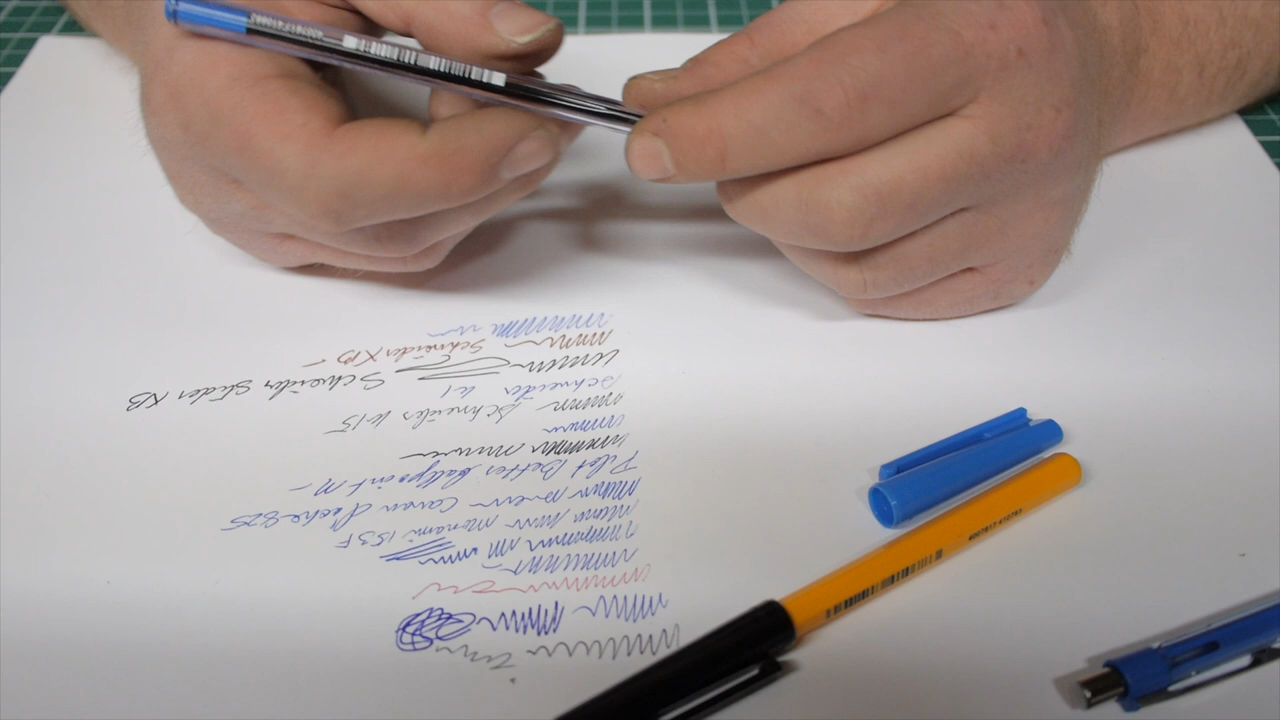 Monami 153 F
Caran d'Ache 825
Pilot Better Ballpoint M -
Schneider K15
Schneider K1
Schneider Slider XB
Schneider XB -